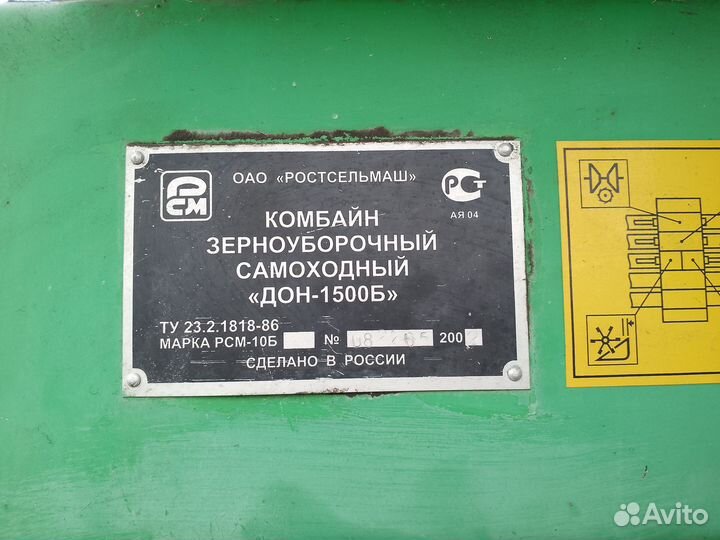 РСМ
ОАО «РОСТСЕЛЬМАШ»
РСТ
АЯ 04
КОМБАЙН
ЗЕРНОУБОРОЧНЫЙ
САМОХОДНЫЙ
«ДОН-1500Б»
ТУ 23.2.1818-86
МАРКА РСМ-10Б № 200
СДЕЛАНО В РОССИИ
Avito